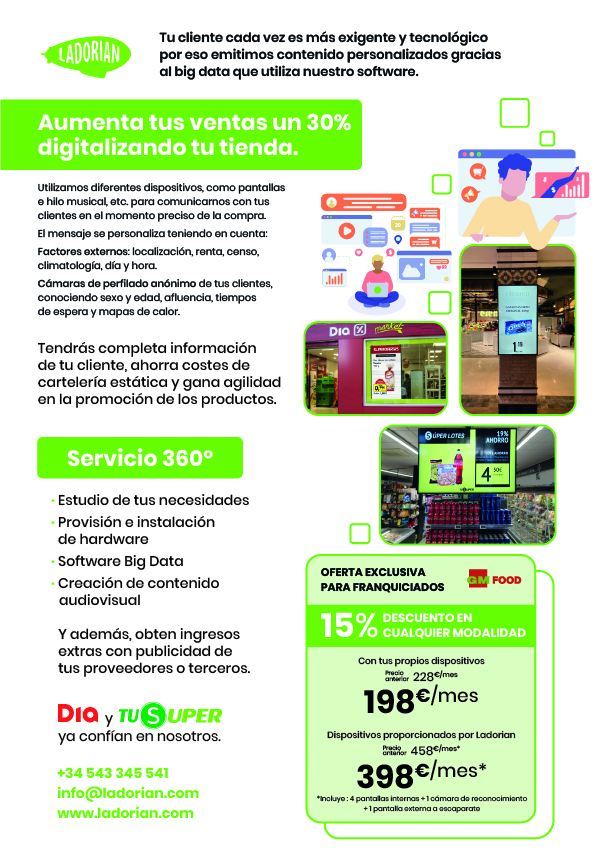 LADORIAN
Tu cliente cada vez es más exigente y tecnológico
por eso emitimos contenido personalizados gracias
al big data que utiliza nuestro software.
Aumenta tus ventas un 30%
digitalizando tu tienda.
Utilizamos diferentes dispositivos, como pantallas
e hilo musical, etc. para comunicarnos con tus
clientes en el momento preciso de la compra.
El mensaje se personaliza teniendo en cuenta:
Factores externos: localización, renta, censo,
climatología, día y hora.
Cámaras de perfilado anónimo de tus clientes,
conociendo sexo y edad, afluencia, tiempos
de espera y mapas de calor.
Tendrás completa información
de tu cliente, ahorra costes de
cartelería estática y gana agilidad
en la promoción de los productos.
DIA
market
1,19
SÚPER LOTES
19%
AHORRO
4
50€
Servicio 360º
· Estudio de tus necesidades
· Provisión e instalación
de hardware
· Software Big Data
· Creación de contenido
audiovisual
Y además, obten ingresos
extras con publicidad de
tus proveedores o terceros.
DIA y TU SUPER
ya confían en nosotros.
+34 543 345 541
info@ladorian.com
www.ladorian.com
OFERTA EXCLUSIVA
PARA FRANQUICIADOS
GM FOOD
15% DESCUENTO EN
CUALQUIER MODALIDAD
Con tus propios dispositivos
Precio anterior 228€/mes
198€/mes
Dispositivos proporcionados por Ladorian
Precio anterior 458€/mes*
398€/mes*
*Incluye : 4 pantallas internas + 1 cámara de reconocimiento
+ 1 pantalla externa a escaparate